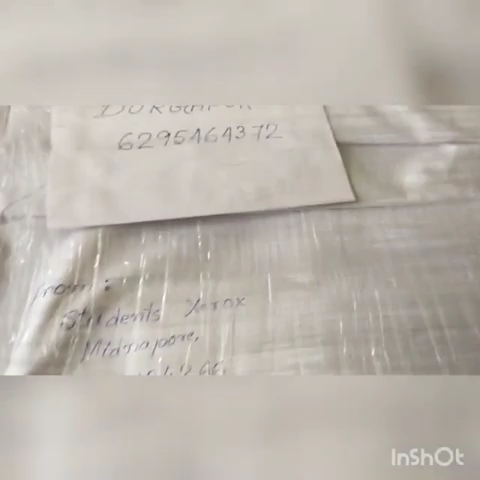 DURGAPUR
6295464372
From:
Students Xerox
Midnapore,
InShOt